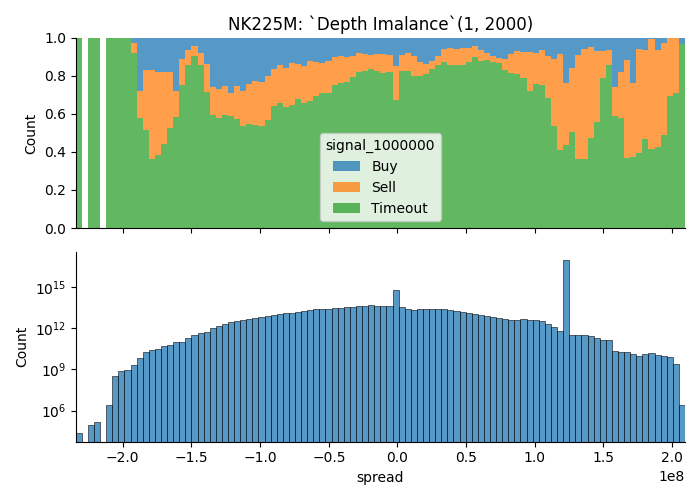 NK225M: `Depth Imalance`(1, 2000)
1.0
0.8
0.6
0.4
0.2
0.0
Count
signal_1000000
Buy
Sell
Timeout
10^15
10^12
10^9
10^6
Count
−2.0 −1.5 −1.0 −0.5 0.0 0.5 1.0 1.5 2.0
1e8
spread